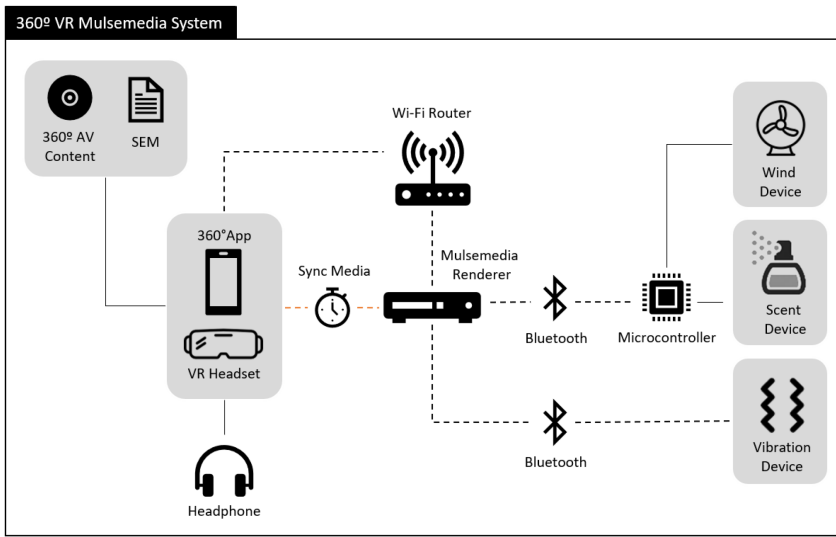 360º VR Mulsemedia System
360º AV
Content
SEM
Wi-Fi Router
Wind
Device
360°App
Sync Media
Mulsemedia
Renderer
VR Headset
Bluetooth
Microcontroller
Scent
Device
Bluetooth
Vibration
Device
Headphone